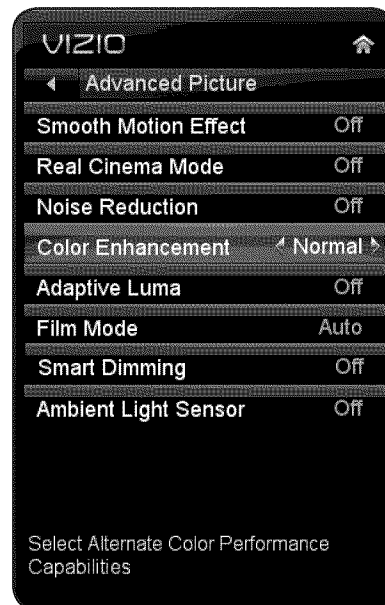 VIZIO
Advanced Picture
Smooth Motion Effect Off
Real Cinema Mode Off
Noise Reduction Off
Color Enhancement Normal
Adaptive Luma Off
Film Mode Auto
Smart Dimming Off
Ambient Light Sensor Off
Select Alternate Color Performance
Capabilities